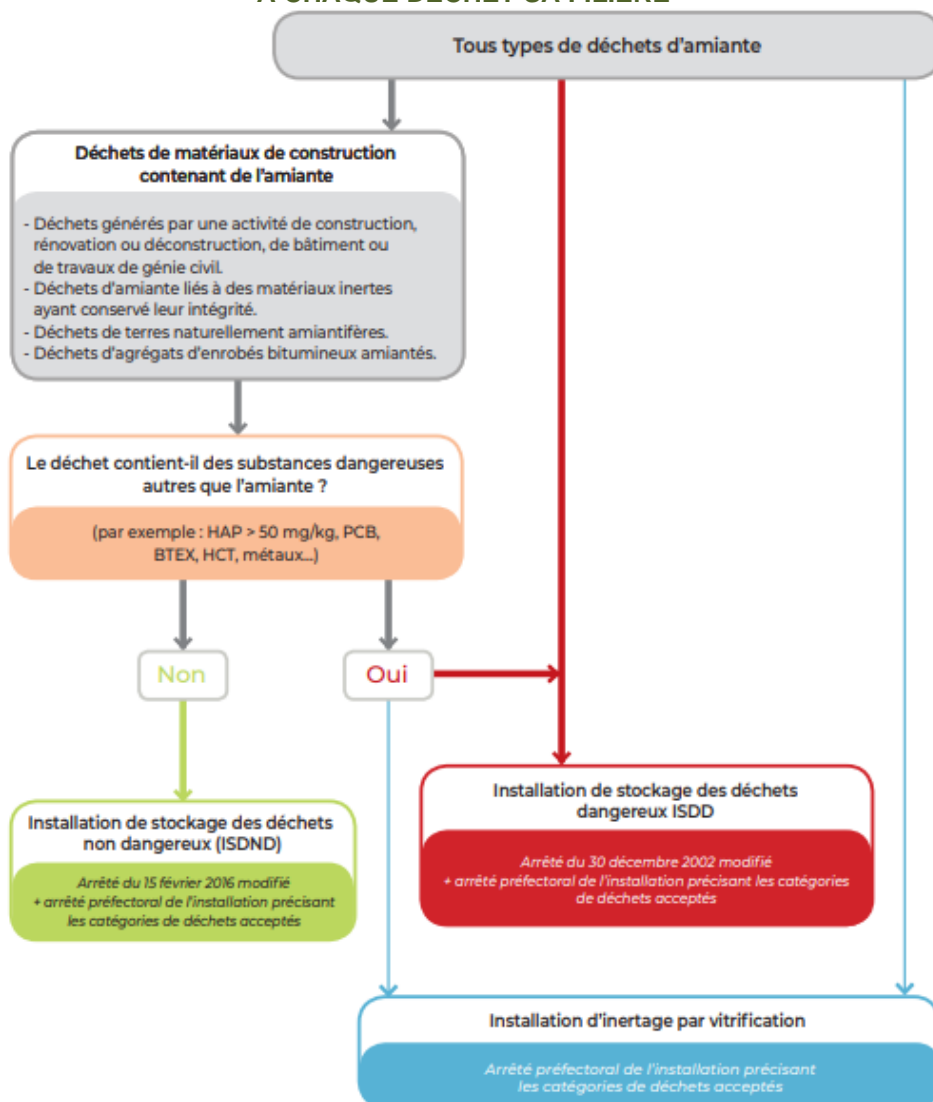 À CHAQUE DÉCHET SA FILIÈRE
Tous types de déchets d'amiante
Déchets de matériaux de construction
contenant de l'amiante
- Déchets générés par une activité de construction,
rénovation ou déconstruction, de bâtiment ou
de travaux de génie civil.
- Déchets d'amiante liés à des matériaux inertes
ayant conservé leur intégrité.
- Déchets de terres naturellement amiantifères.
- Déchets d'agrégats d'enrobés bitumineux amiantés.
Le déchet contient-il des substances dangereuses
autres que l'amiante ?
(par exemple : HAP > 50 mg/kg, PCB,
BTEX, HCT, métaux...)
Non
Oui
Installation de stockage des déchets
non dangereux (ISDND)
Arrêté du 15 février 2016 modifié
+ arrêté préfectoral de l'installation précisant
les catégories de déchets acceptés
Installation de stockage des déchets
dangereux ISDD
Arrêté du 30 décembre 2002 modifié
+ arrêté préfectoral de l'installation précisant les catégories
de déchets acceptés
Installation d'inertage par vitrification
Arrêté préfectoral de l'installation précisant
les catégories de déchets acceptés